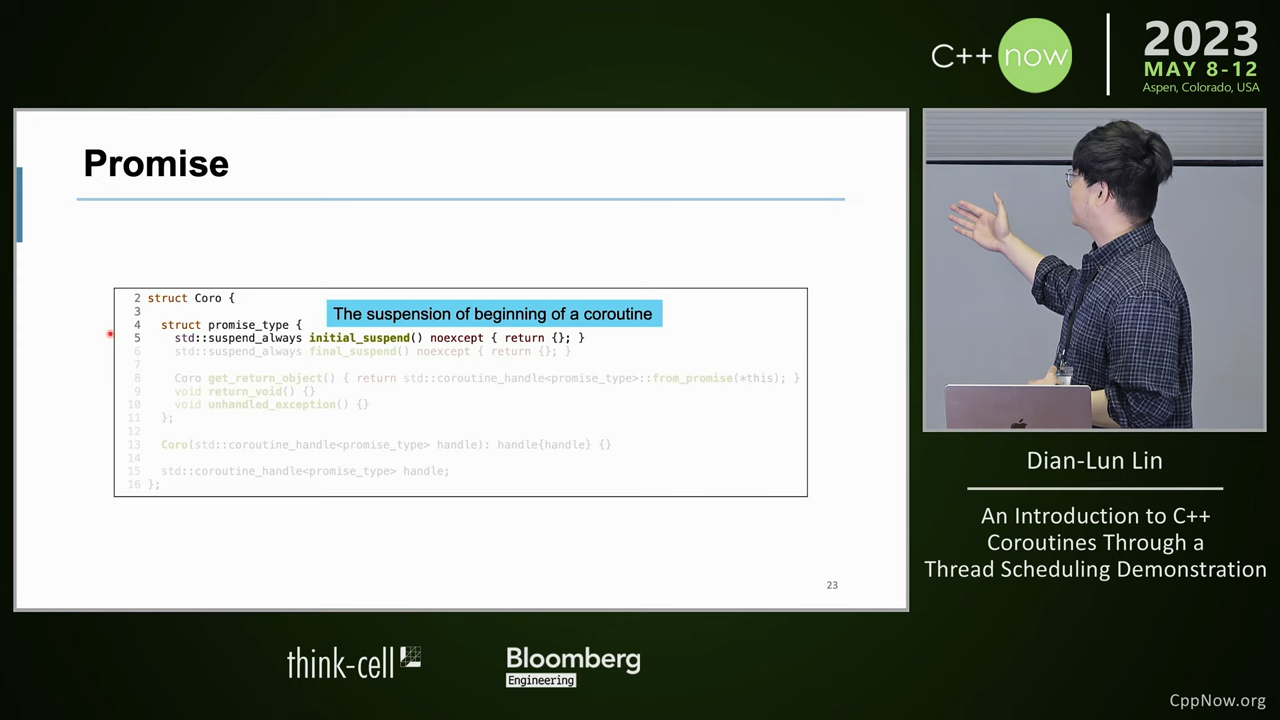 C++ now
2023
MAY 8-12
Aspen, Colorado, USA
Promise
The suspension of beginning of a coroutine
2 struct Coro {
3
4 struct promise_type {
5 std::suspend_always initial_suspend() noexcept { return {}; }
6 std::suspend_always final_suspend() noexcept { return {}; }
7
8 Coro get_return_object() { return std::coroutine_handle<promise_type>::from_promise(*this); }
9 void return_void() {}
10 void unhandled_exception() {}
11 };
12
13 Coro(std::coroutine_handle<promise_type> handle): handle{handle} {}
14
15 std::coroutine_handle<promise_type> handle;
16 };
23
Dian-Lun Lin
An Introduction to C++
Coroutines Through a
Thread Scheduling Demonstration
think-cell
Bloomberg
Engineering
CppNow.org